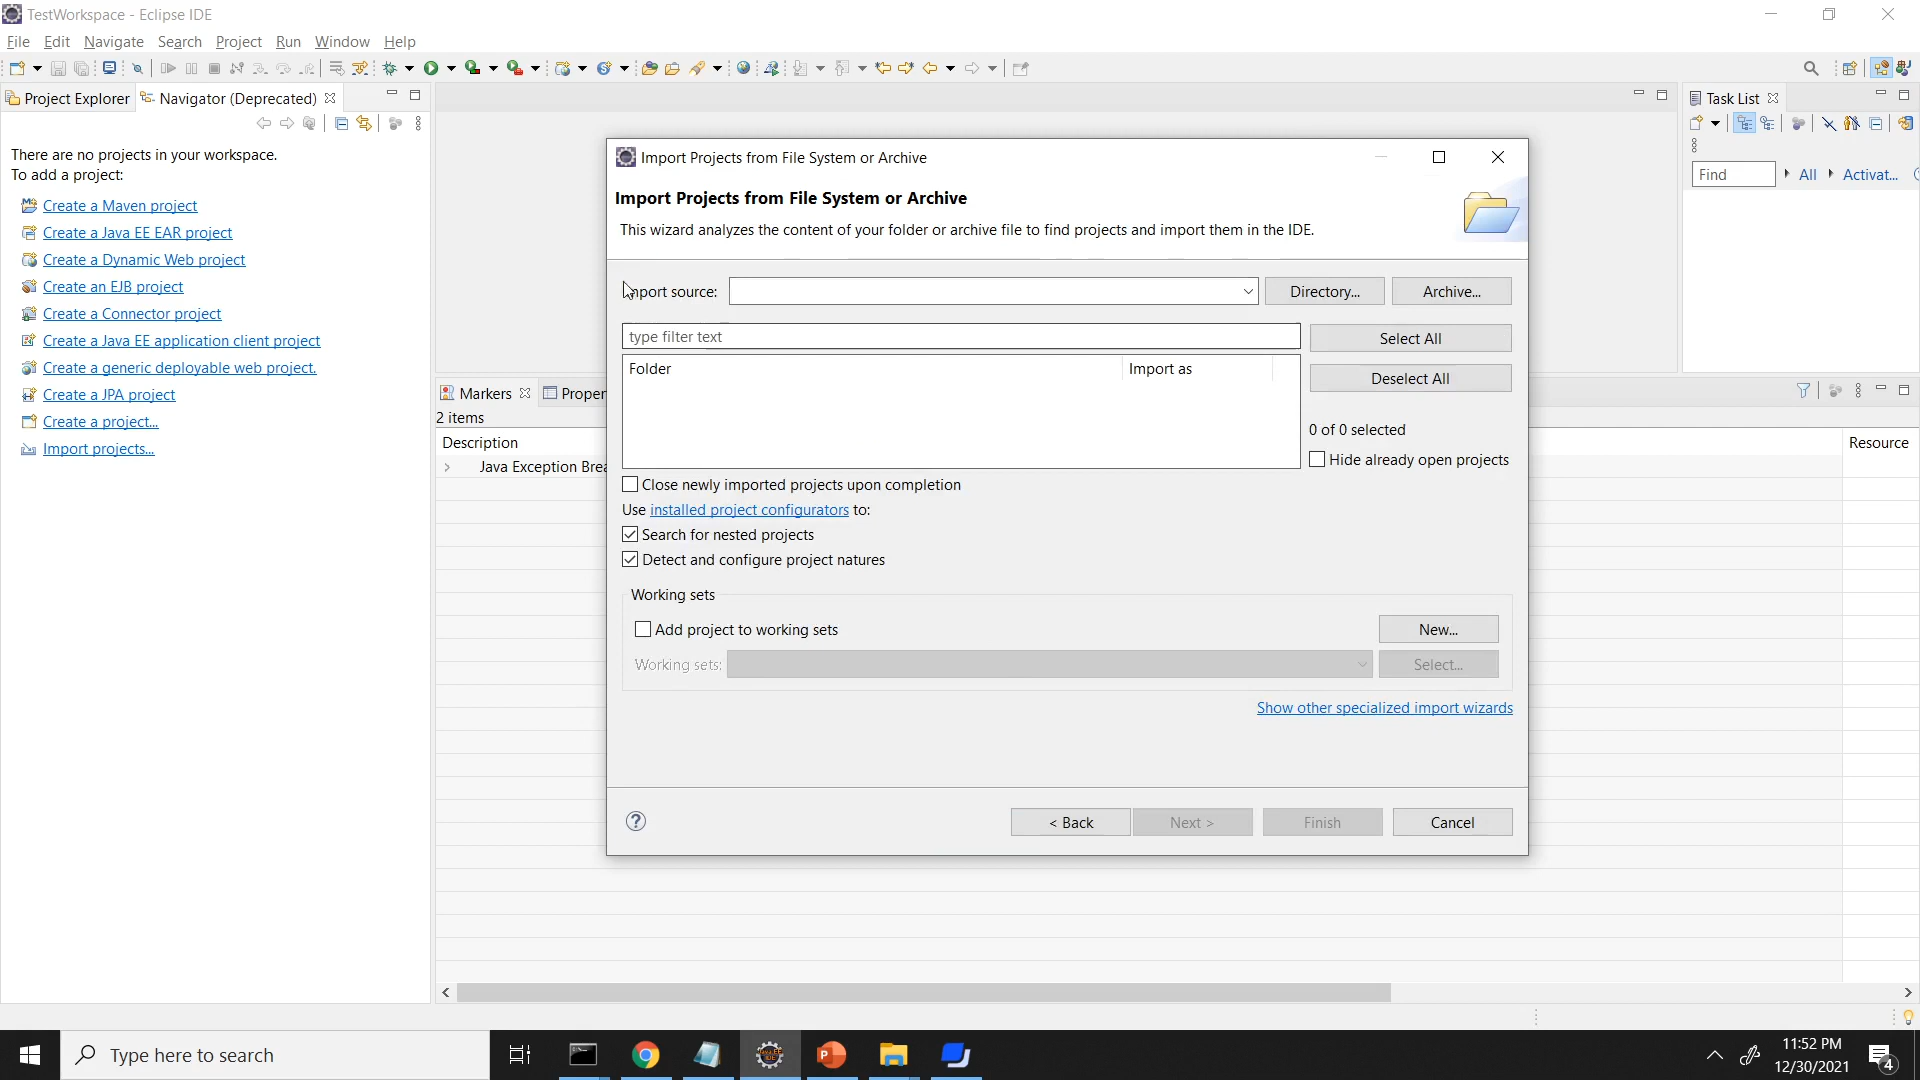 TestWorkspace - Eclipse IDE
File Edit Navigate Search Project Run Window Help
Project Explorer Navigator (Deprecated)
There are no projects in your workspace.
To add a project:
Create a Maven project
Create a Java EE EAR project
Create a Dynamic Web project
Create an EJB project
Create a Connector project
Create a Java EE application client project
Create a generic deployable web project.
Create a JPA project
Create a project...
Import projects...
Markers Proper
2 items
Description
Java Exception Brea
Resource
Task List
Find All Activat...
Import Projects from File System or Archive
Import Projects from File System or Archive
This wizard analyzes the content of your folder or archive file to find projects and import them in the IDE.
Import source: Directory... Archive...
type filter text
Select All
Folder Import as
Deselect All
0 of 0 selected
Hide already open projects
Close newly imported projects upon completion
Use installed project configurators to:
Search for nested projects
Detect and configure project natures
Working sets
Add project to working sets New...
Working sets: Select...
Show other specialized import wizards
? < Back Next > Finish Cancel
Type here to search
11:52 PM
12/30/2021
4